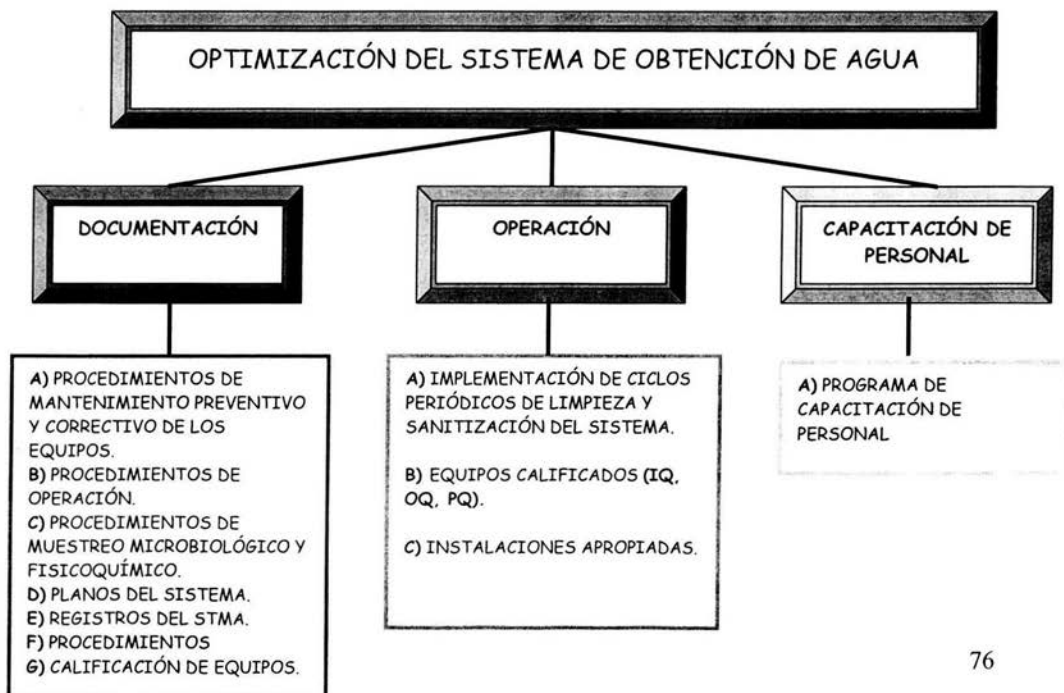 OPTIMIZACIÓN DEL SISTEMA DE OBTENCIÓN DE AGUA
DOCUMENTACIÓN
A) PROCEDIMIENTOS DE
MANTENIMIENTO PREVENTIVO
Y CORRECTIVO DE LOS
EQUIPOS.
B) PROCEDIMIENTOS DE
OPERACIÓN.
C) PROCEDIMIENTOS DE
MUESTREO MICROBIOLÓGICO Y
FISICOQUÍMICO.
D) PLANOS DEL SISTEMA.
E) REGISTROS DEL STMA.
F) PROCEDIMIENTOS
G) CALIFICACIÓN DE EQUIPOS.
OPERACIÓN
A) IMPLEMENTACIÓN DE CICLOS
PERIÓDICOS DE LIMPIEZA Y
SANITIZACIÓN DEL SISTEMA.
B) EQUIPOS CALIFICADOS (IQ,
OQ, PQ).
C) INSTALACIONES APROPIADAS.
CAPACITACIÓN DE
PERSONAL
A) PROGRAMA DE
CAPACITACIÓN DE
PERSONAL
76